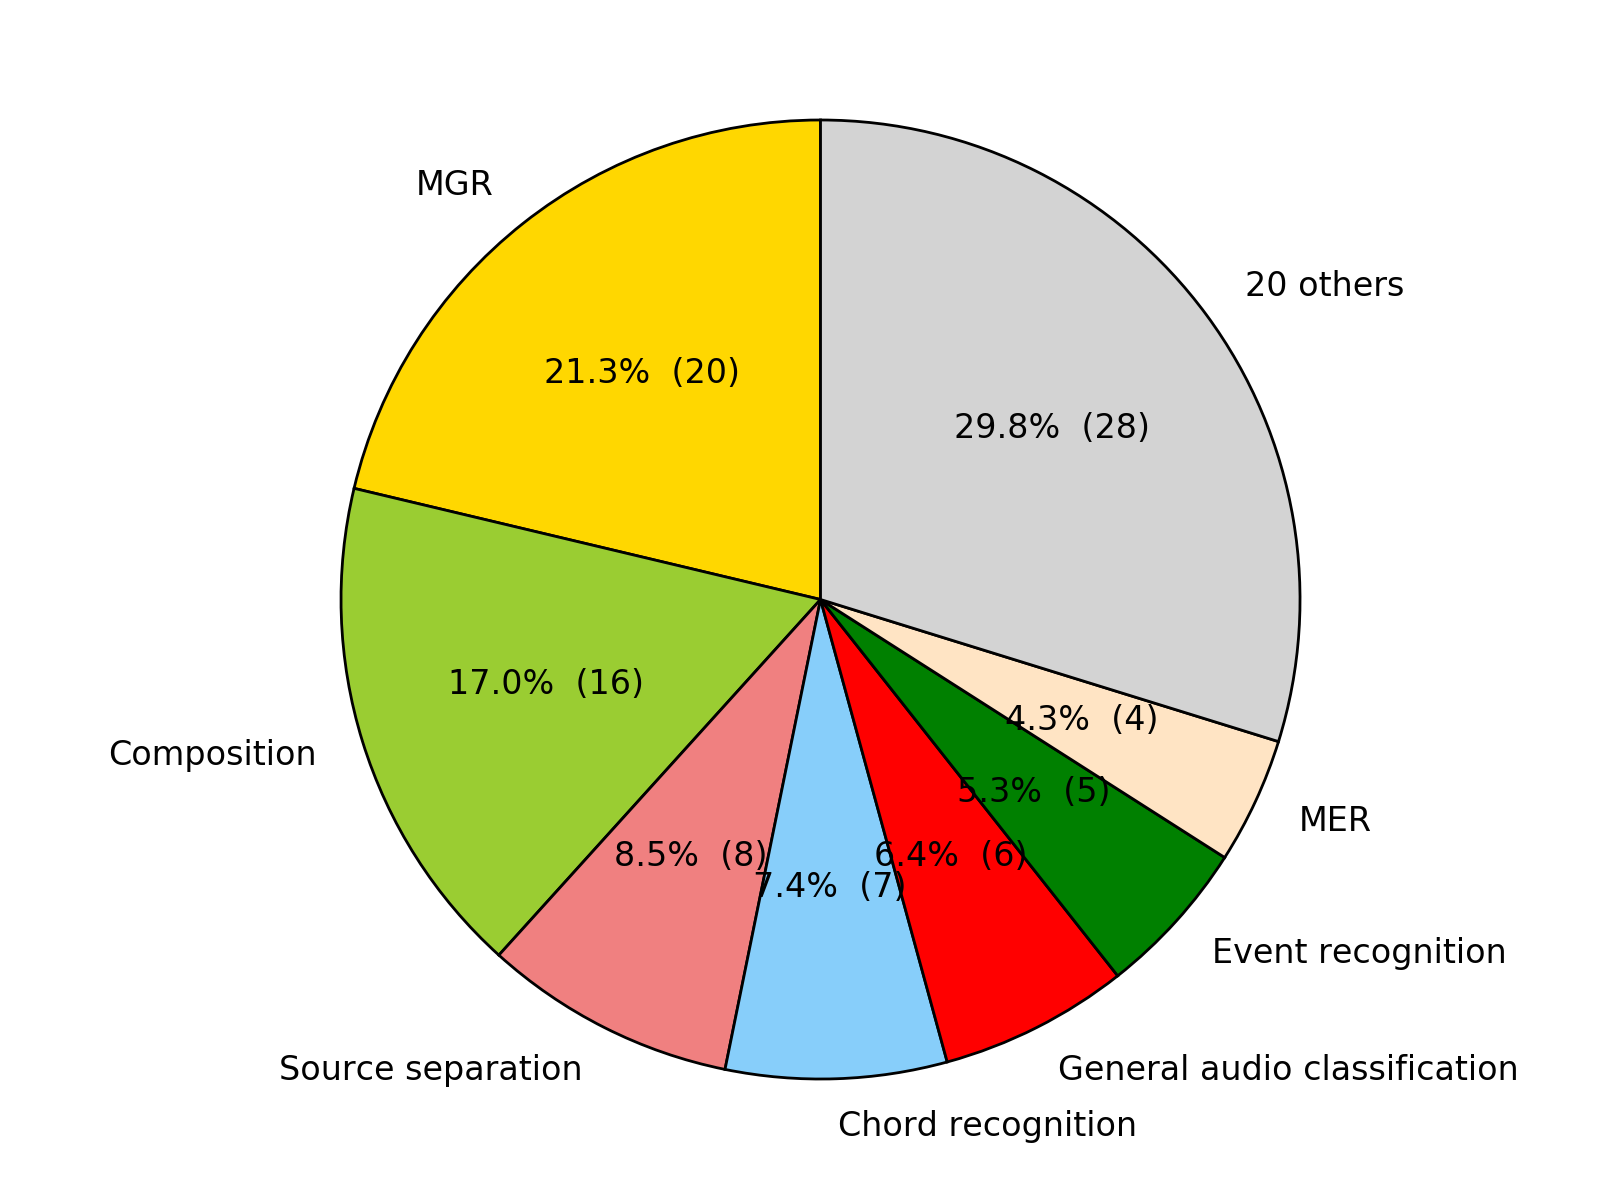 MGR
20 others
21.3%  (20)
29.8%  (28)
17.0%  (16)
4.3%  (4)
Composition
5.3%  (5)
MER
8.5%  (8)
6.4%  (6)
7.4%  (7)
Event recognition
Source separation
General audio classification
Chord recognition